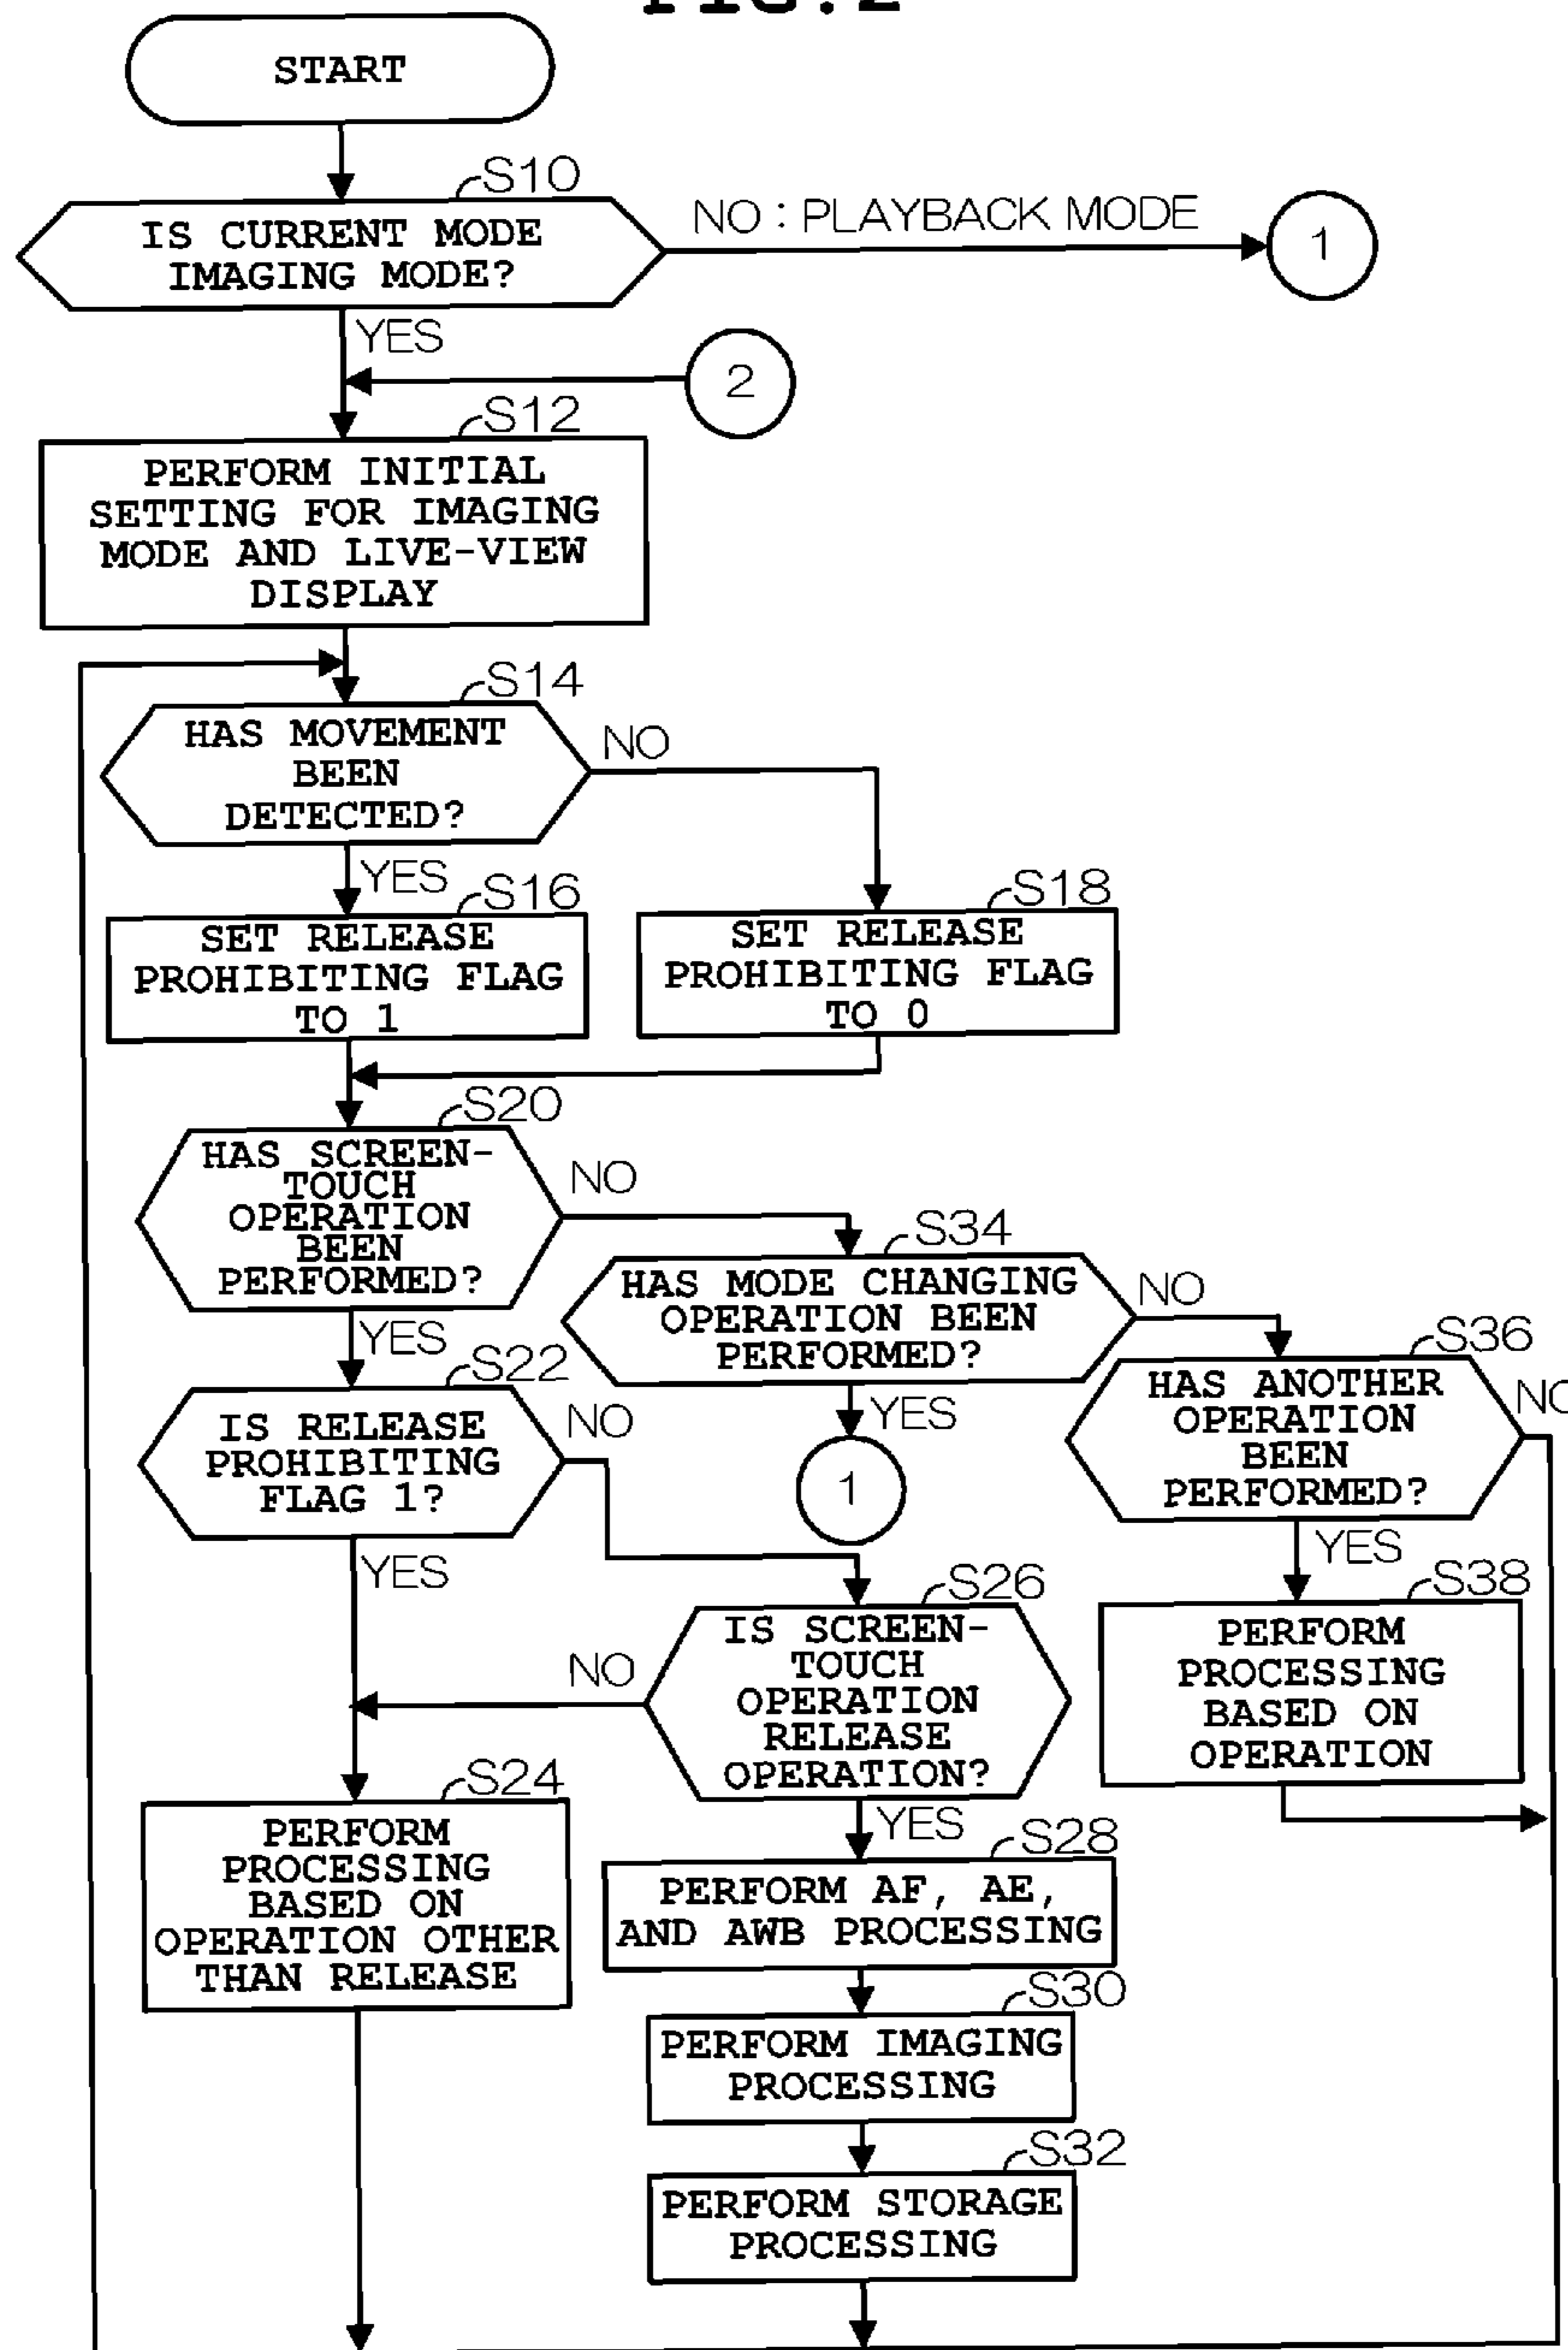 FIG.2
START
S10
IS CURRENT MODE
IMAGING MODE?
NO : PLAYBACK MODE
1
YES
2
S12
PERFORM INITIAL
SETTING FOR IMAGING
MODE AND LIVE-VIEW
DISPLAY
S14
HAS MOVEMENT
BEEN
DETECTED?
NO
YES
S16
SET RELEASE
PROHIBITING FLAG
TO 1
S18
SET RELEASE
PROHIBITING FLAG
TO 0
S20
HAS SCREEN-
TOUCH
OPERATION
BEEN
PERFORMED?
NO
YES
S34
HAS MODE CHANGING
OPERATION BEEN
PERFORMED?
NO
YES
1
S36
HAS ANOTHER
OPERATION
BEEN
PERFORMED?
NO
YES
S38
PERFORM
PROCESSING
BASED ON
OPERATION
S22
IS RELEASE
PROHIBITING
FLAG 1?
NO
YES
S26
IS SCREEN-
TOUCH
OPERATION
RELEASE
OPERATION?
NO
YES
S24
PERFORM
PROCESSING
BASED ON
OPERATION OTHER
THAN RELEASE
S28
PERFORM AF, AE,
AND AWB PROCESSING
S30
PERFORM IMAGING
PROCESSING
S32
PERFORM STORAGE
PROCESSING